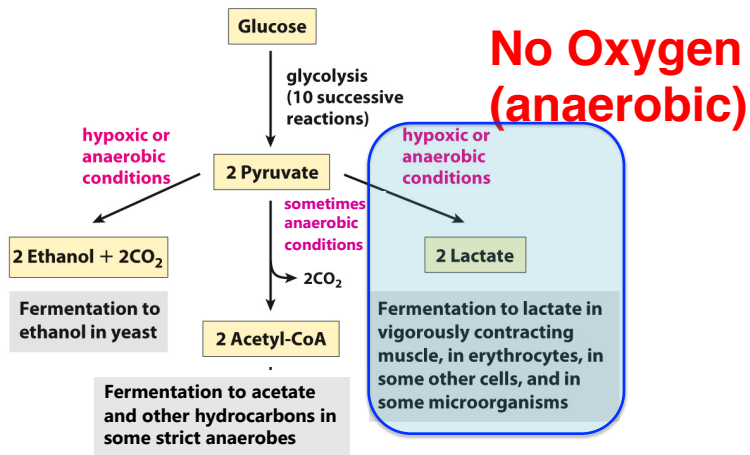 Glucose
No Oxygen
(anaerobic)
glycolysis
(10 successive
reactions)
hypoxic or
anaerobic
conditions
hypoxic or
anaerobic
conditions
2 Pyruvate
sometimes
anaerobic
conditions
2 Ethanol + 2CO₂
2CO₂
2 Lactate
Fermentation to
ethanol in yeast
2 Acetyl-CoA
Fermentation to lactate in
vigorously contracting
muscle, in erythrocytes, in
some other cells, and in
some microorganisms
Fermentation to acetate
and other hydrocarbons in
some strict anaerobes